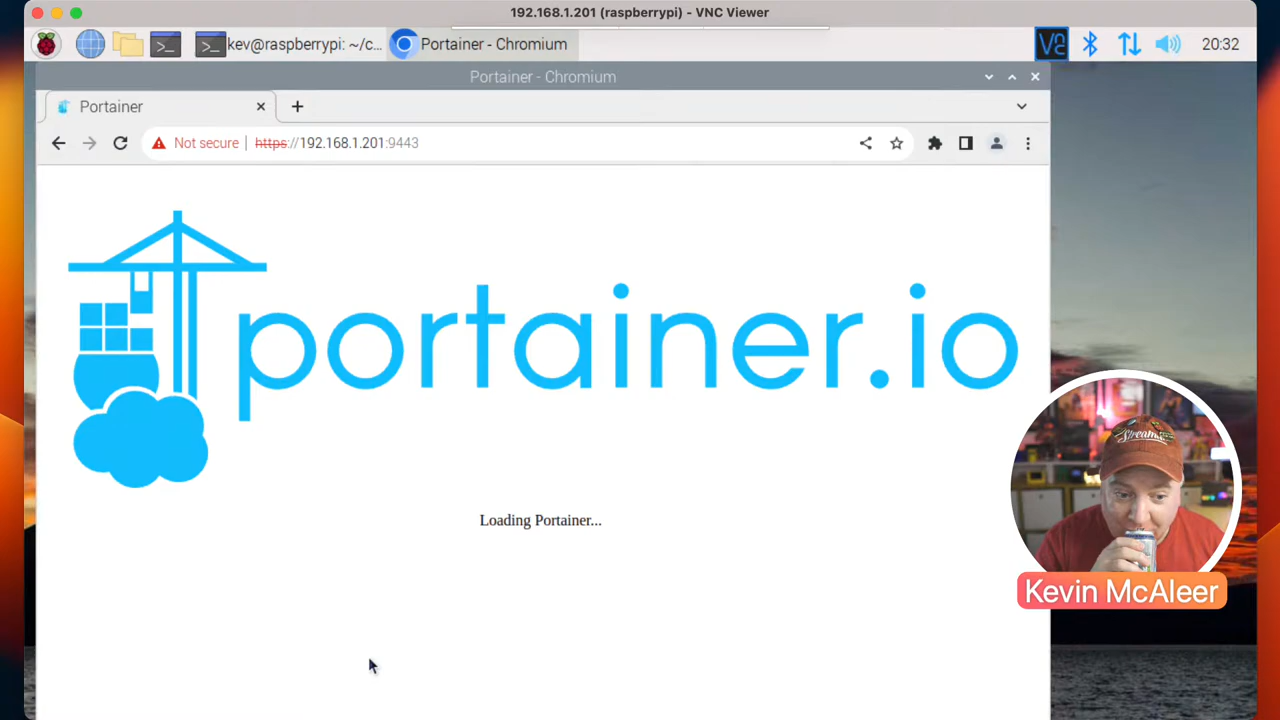 192.168.1.201 (raspberrypi) - VNC Viewer
kev@raspberrypi: ~/c...
Portainer - Chromium
20:32
Portainer - Chromium
Portainer
Not secure
https://192.168.1.201:9443
portainer.io
Loading Portainer...
Kevin McAleer